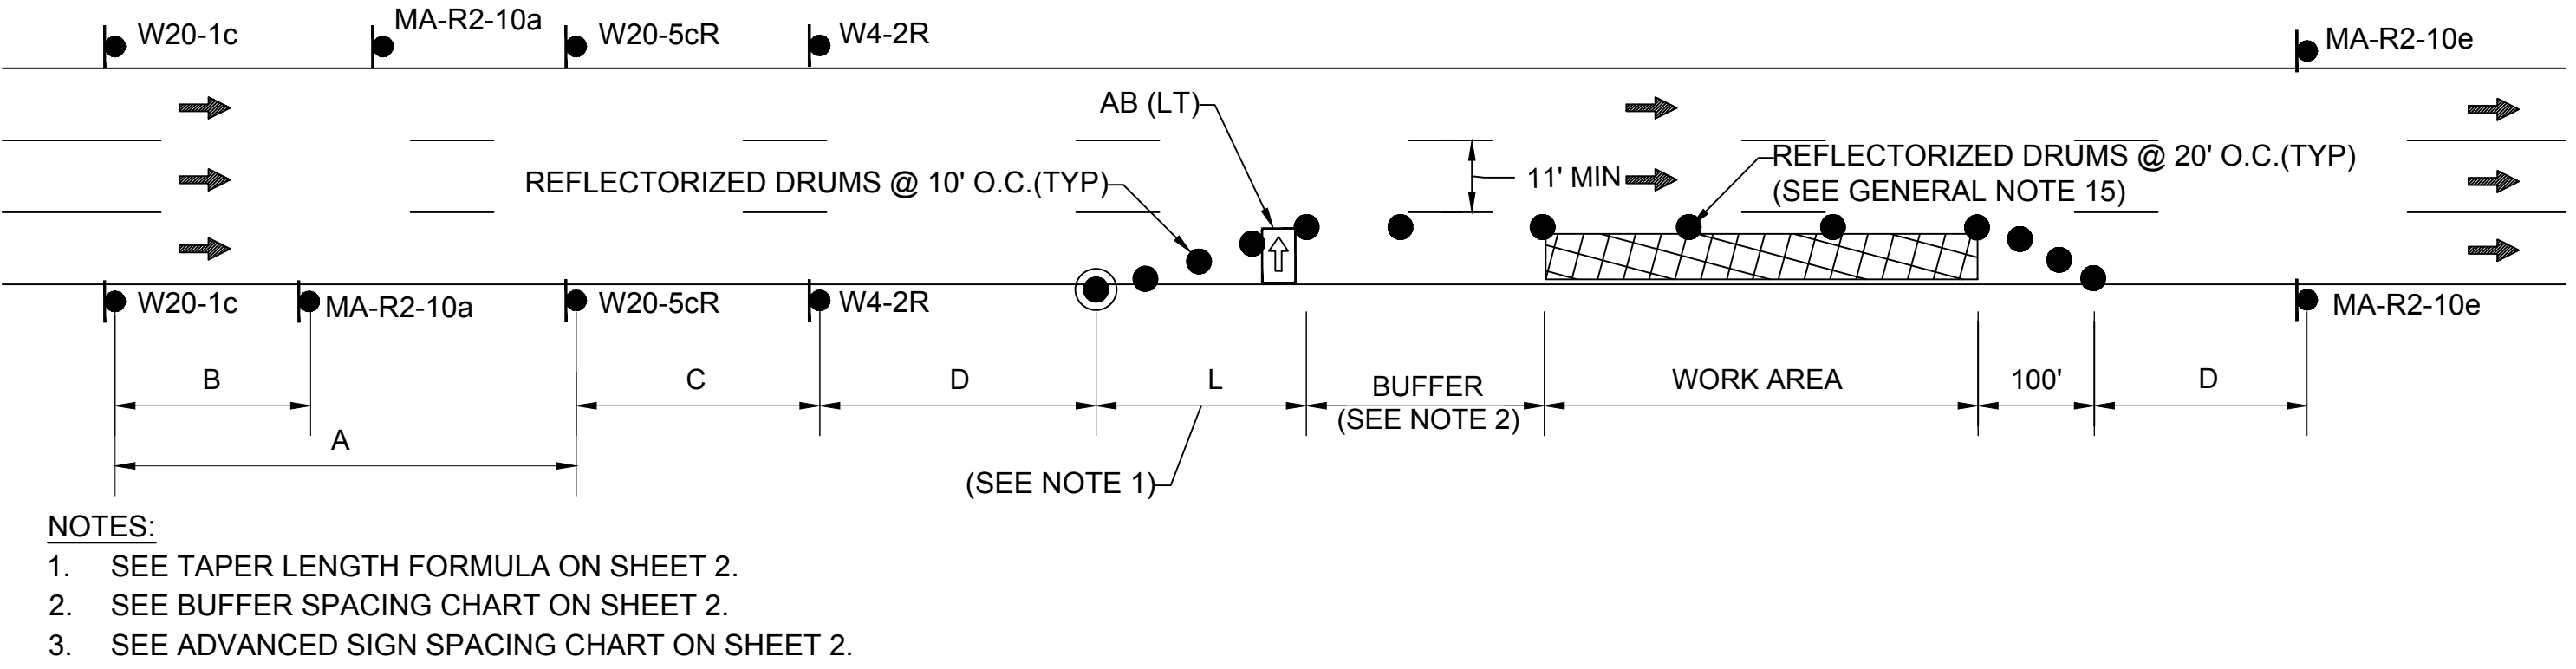 W20-1c
MA-R2-10a
W20-5cR
W4-2R
MA-R2-10e
AB (LT)
REFLECTORIZED DRUMS @ 10' O.C.(TYP)
11' MIN
REFLECTORIZED DRUMS @ 20' O.C.(TYP)
(SEE GENERAL NOTE 15)
W20-1c
MA-R2-10a
W20-5cR
W4-2R
MA-R2-10e
B
C
D
L
BUFFER
(SEE NOTE 2)
WORK AREA
100'
D
A
(SEE NOTE 1)
NOTES:
1. SEE TAPER LENGTH FORMULA ON SHEET 2.
2. SEE BUFFER SPACING CHART ON SHEET 2.
3. SEE ADVANCED SIGN SPACING CHART ON SHEET 2.